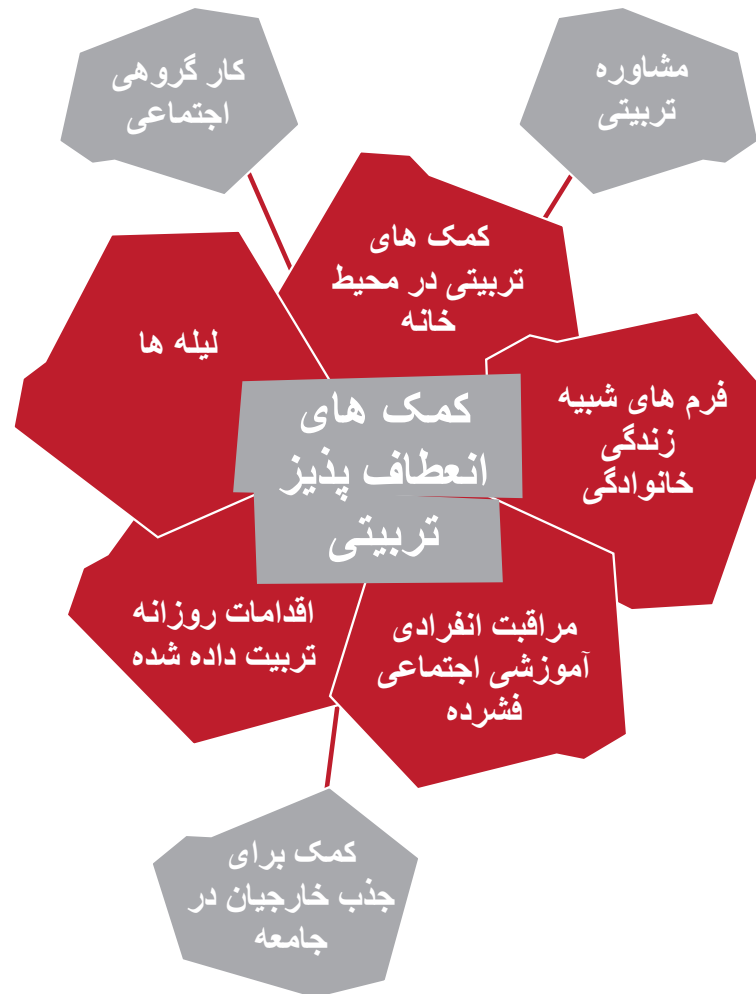 مشاوره
تربیتی
کار گروهی
اجتماعی
کمک های
تربیتی در محیط
خانه
لیله ها
فرم های شبیه
زندگی
خانوادگی
کمک های
انعطاف پذیز
تربیتی
اقدامات روزانه
تربیت داده شده
مراقبت انفرادی
آموزشی اجتماعی
فشرده
کمک برای
جذب خارجیان در
جامعه